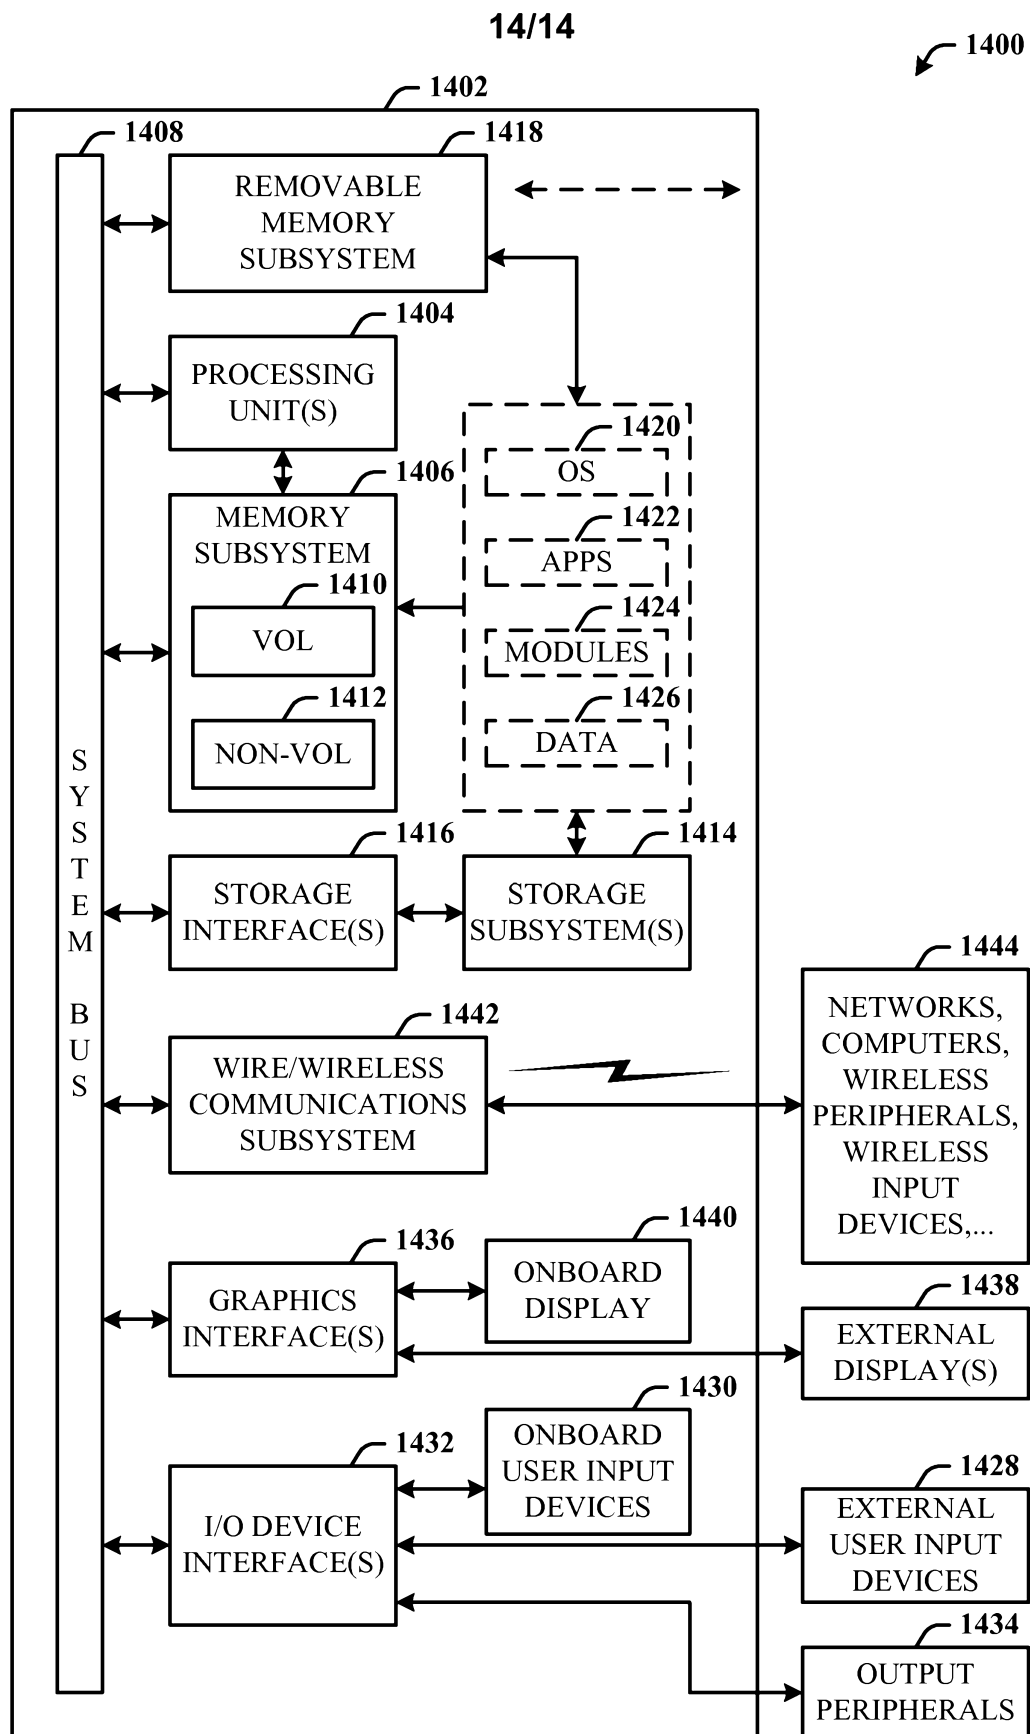 14/14
1400
1402
1408
1418
REMOVABLE
MEMORY
SUBSYSTEM
1404
PROCESSING
UNIT(S)
1406
MEMORY
SUBSYSTEM
1410
VOL
1412
NON-VOL
1420
OS
1422
APPS
1424
MODULES
1426
DATA
SYSTEM BUS
1416
STORAGE
INTERFACE(S)
1414
STORAGE
SUBSYSTEM(S)
1442
WIRE/WIRELESS
COMMUNICATIONS
SUBSYSTEM
1444
NETWORKS,
COMPUTERS,
WIRELESS
PERIPHERALS,
WIRELESS
INPUT
DEVICES,...
1436
GRAPHICS
INTERFACE(S)
1440
ONBOARD
DISPLAY
1438
EXTERNAL
DISPLAY(S)
1432
I/O DEVICE
INTERFACE(S)
1430
ONBOARD
USER INPUT
DEVICES
1428
EXTERNAL
USER INPUT
DEVICES
1434
OUTPUT
PERIPHERALS